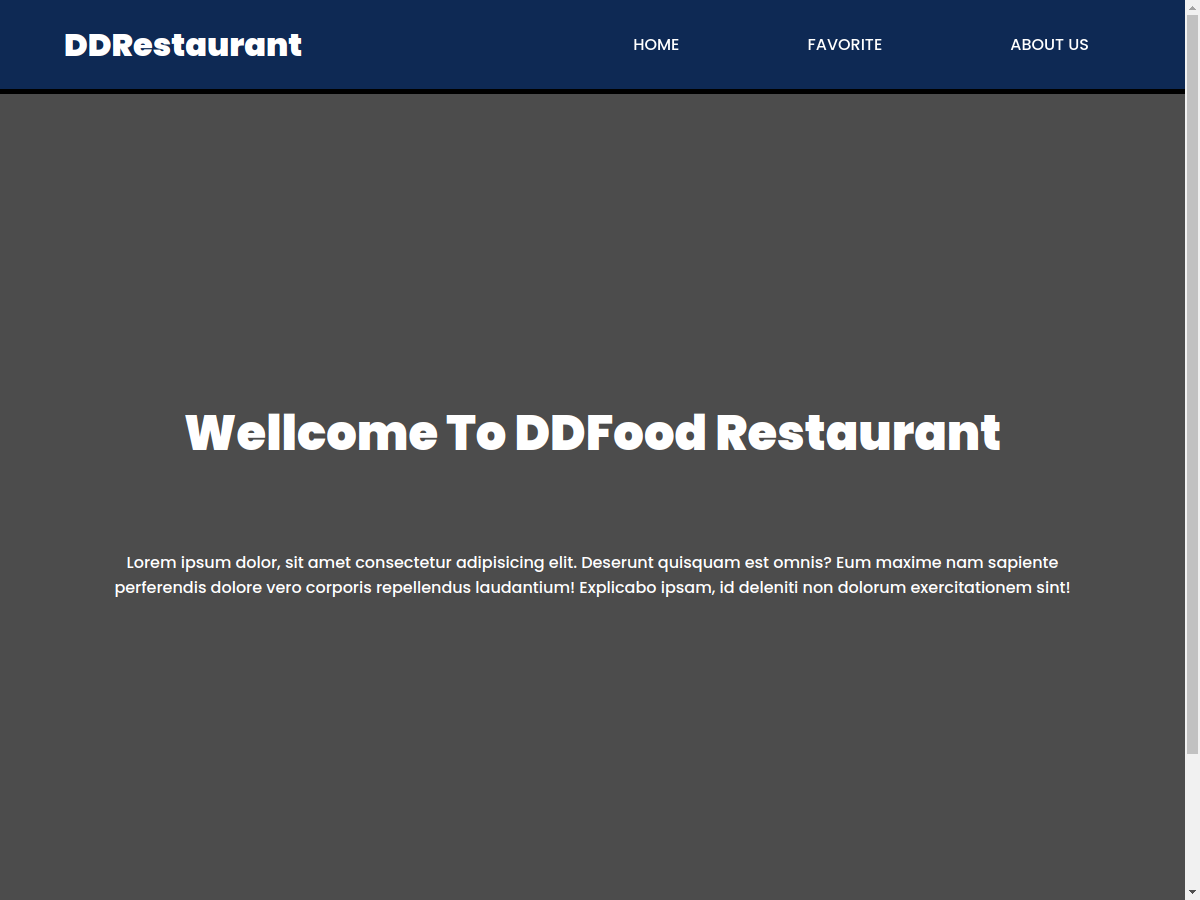 DDRestaurant
HOME
FAVORITE
ABOUT US
Wellcome To DDFood Restaurant
Lorem ipsum dolor, sit amet consectetur adipisicing elit. Deserunt quisquam est omnis? Eum maxime nam sapiente
perferendis dolore vero corporis repellendus laudantium! Explicabo ipsam, id deleniti non dolorum exercitationem sint!